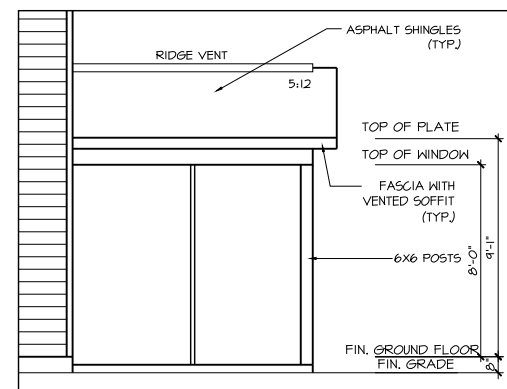 ASPHALT SHINGLES
(TYP.)
RIDGE VENT
5:12
TOP OF PLATE
TOP OF WINDOW
FASCIA WITH
VENTED SOFFIT
(TYP.)
6X6 POSTS
8'-0"
9'-1"
FIN. GROUND FLOOR
FIN. GRADE
8"